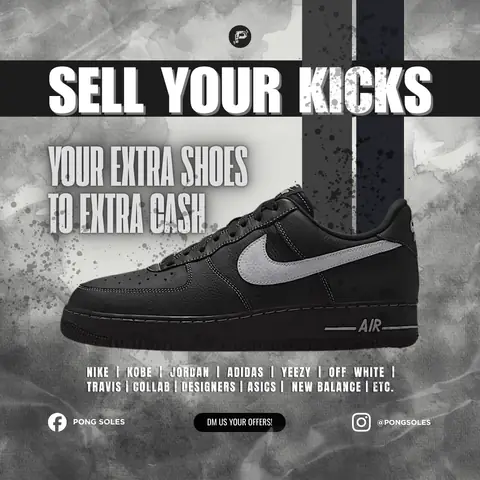 SELL YOUR KICKS
YOUR EXTRA SHOES
TO EXTRA CASH
AIR
NIKE | KOBE | JORDAN | ADIDAS | YEEZY | OFF WHITE |
TRAVIS | COLLAB | DESIGNERS | ASICS | NEW BALANCE | ETC.
PONG SOLES
DM US YOUR OFFERS!
@PONGSOLES